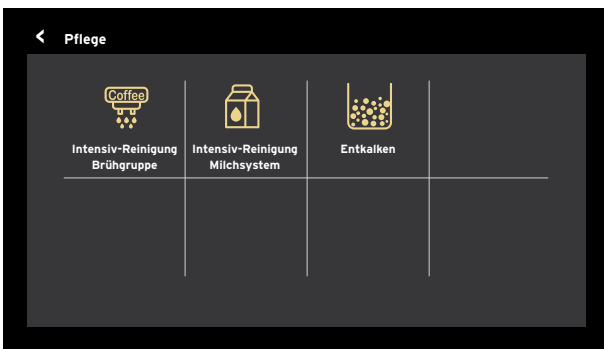 Pflege
Coffee
Intensiv-Reinigung
Brühgruppe
Intensiv-Reinigung
Milchsystem
Entkalken